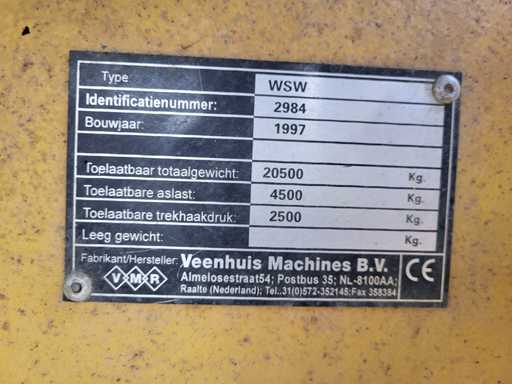 Type WSW
Identificatienummer: 2984
Bouwjaar: 1997
Toelaatbaar totaalgewicht: 20500 Kg.
Toelaatbare aslast: 4500 Kg.
Toelaatbare trekhaakdruk: 2500 Kg.
Leeg gewicht: Kg.
Fabrikant/Hersteller: Veenhuis Machines B.V. CE
V M R Almelosestraat54; Postbus 35; NL-8100AA;
Raalte (Nederland); Tel.,31(0)572-352145;Fax 358384